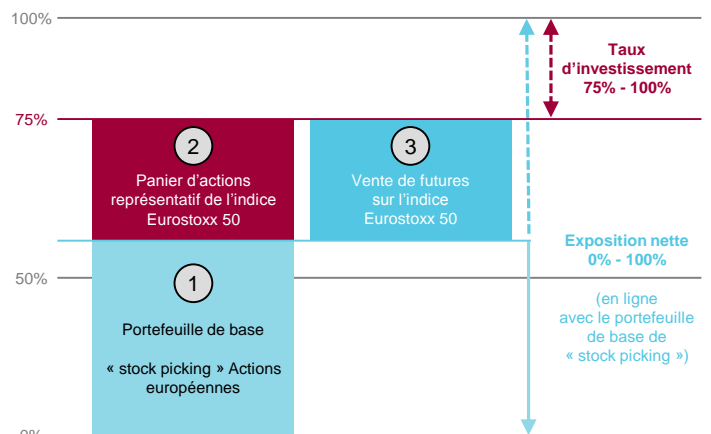 100%
Taux
d'investissement
75% - 100%
75%
2
Panier d'actions
représentatif de l'indice
Eurostoxx 50
3
Vente de futures
sur l'indice
Eurostoxx 50
Exposition nette
0% - 100%
50%
1
(en ligne
avec le portefeuille
de base de
« stock picking »)
Portefeuille de base
« stock picking » Actions
européennes
0%